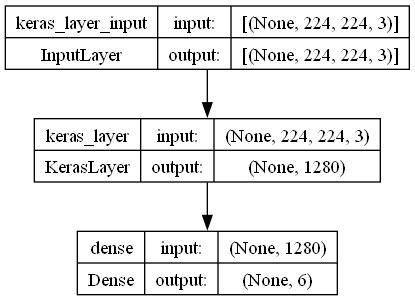 keras_layer_input input: [(None, 224, 224, 3)]
InputLayer output: [(None, 224, 224, 3)]
keras_layer input: (None, 224, 224, 3)
KerasLayer output: (None, 1280)
dense input: (None, 1280)
Dense output: (None, 6)